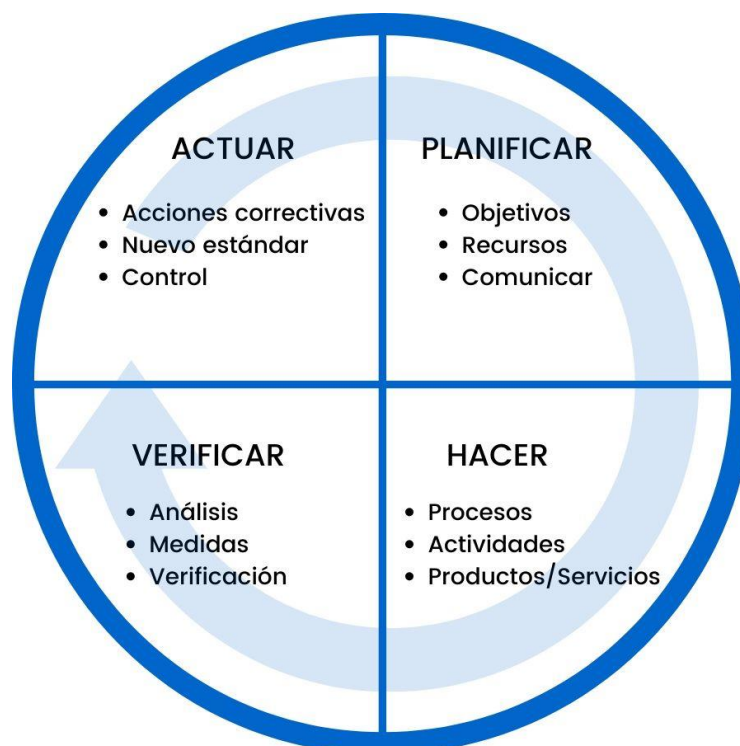 ACTUAR
• Acciones correctivas
• Nuevo estándar
• Control
PLANIFICAR
• Objetivos
• Recursos
• Comunicar
VERIFICAR
• Análisis
• Medidas
• Verificación
HACER
• Procesos
• Actividades
• Productos/Servicios